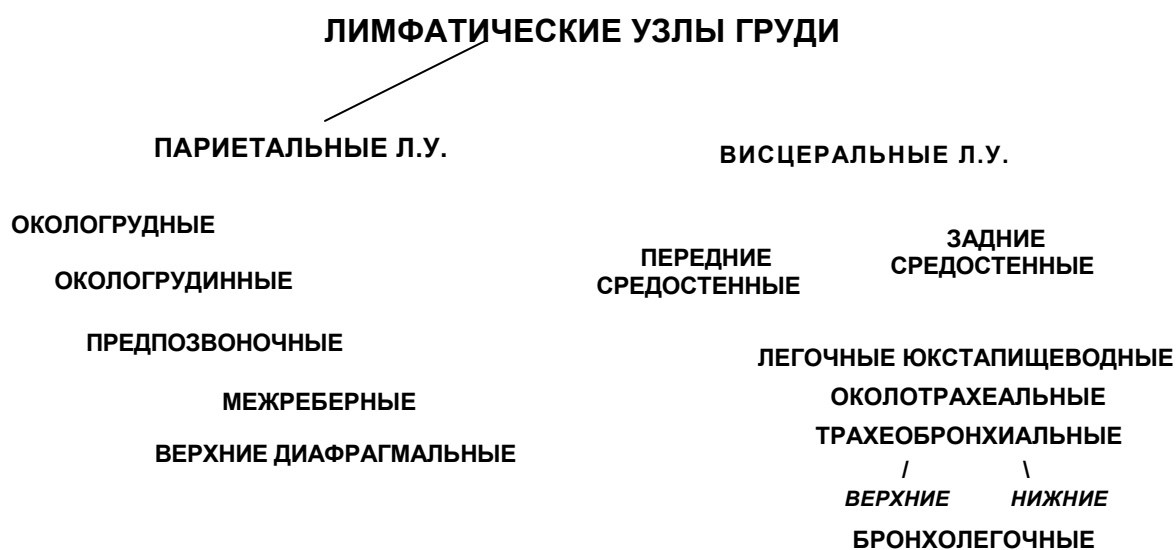 ЛИМФАТИЧЕСКИЕ УЗЛЫ ГРУДИ
ПАРИЕТАЛЬНЫЕ Л.У.
ОКОЛОГРУДНЫЕ
ОКОЛОГРУДИННЫЕ
ПРЕДПОЗВОНОЧНЫЕ
МЕЖРЕБЕРНЫЕ
ВЕРХНИЕ ДИАФРАГМАЛЬНЫЕ
ВИСЦЕРАЛЬНЫЕ Л.У.
ПЕРЕДНИЕ
СРЕДОСТЕННЫЕ
ЗАДНИЕ
СРЕДОСТЕННЫЕ
ЛЕГОЧНЫЕ ЮКСТАПИЩЕВОДНЫЕ
ОКОЛОТРАХЕАЛЬНЫЕ
ТРАХЕОБРОНХИАЛЬНЫЕ
/ \
ВЕРХНИЕ НИЖНИЕ
БРОНХОЛЕГОЧНЫЕ